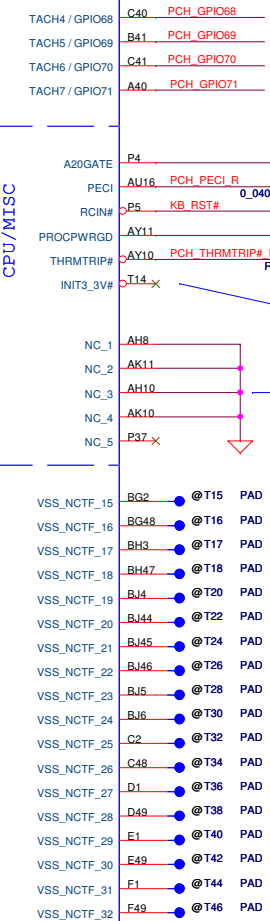 TACH4 / GPIO68 C40 PCH_GPIO68
TACH5 / GPIO69 B41 PCH_GPIO69
TACH6 / GPIO70 C41 PCH_GPIO70
TACH7 / GPIO71 A40 PCH_GPIO71
CPU/MISC
A20GATE P4
PECI AU16 PCH_PECI_R
0_040
RCIN# P5 KB_RST#
PROCPWRGD AY11
THRMTRIP# AY10 PCH_THRMTRIP#_
R
INIT3_3V# T14
NC_1 AH8
NC_2 AK11
NC_3 AH10
NC_4 AK10
NC_5 P37
VSS_NCTF_15 BG2 @T15 PAD
VSS_NCTF_16 BG48 @T16 PAD
VSS_NCTF_17 BH3 @T17 PAD
VSS_NCTF_18 BH47 @T18 PAD
VSS_NCTF_19 BJ4 @T20 PAD
VSS_NCTF_20 BJ44 @T22 PAD
VSS_NCTF_21 BJ45 @T24 PAD
VSS_NCTF_22 BJ46 @T26 PAD
VSS_NCTF_23 BJ5 @T28 PAD
VSS_NCTF_24 BJ6 @T30 PAD
VSS_NCTF_25 C2 @T32 PAD
VSS_NCTF_26 C48 @T34 PAD
VSS_NCTF_27 D1 @T36 PAD
VSS_NCTF_28 D49 @T38 PAD
VSS_NCTF_29 E1 @T40 PAD
VSS_NCTF_30 E49 @T42 PAD
VSS_NCTF_31 F1 @T44 PAD
VSS_NCTF_32 F49 @T46 PAD